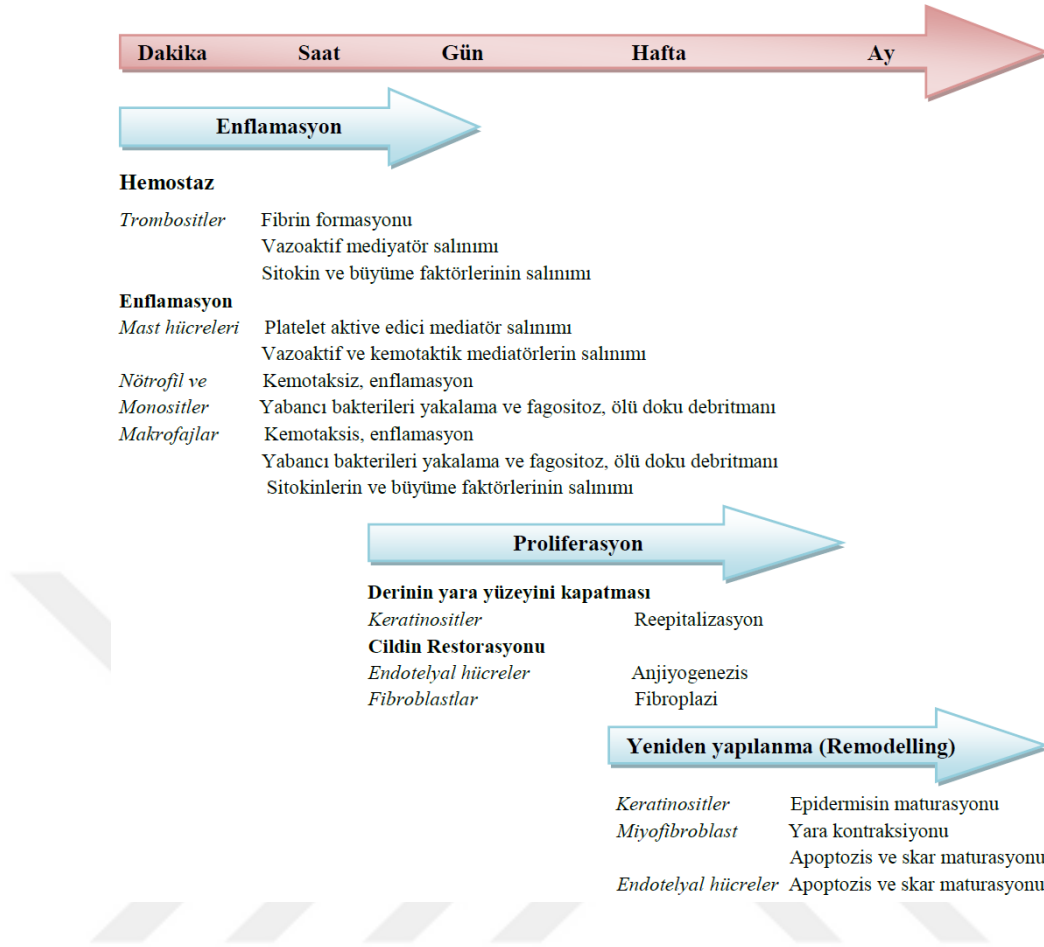 Dakika Saat Gün Hafta Ay
Enflamasyon
Hemostaz
Trombositler Fibrin formasyonu
Vazoaktif mediyatör salınımı
Sitokin ve büyüme faktörlerinin salınımı
Enflamasyon
Mast hücreleri Platelet aktive edici mediatör salınımı
Vazoaktif ve kemotaktik mediatörlerin salınımı
Nötrofil ve Kemotaksiz, enflamasyon
Monositler Yabancı bakterileri yakalama ve fagositoz, ölü doku debritmanı
Makrofajlar Kemotaksis, enflamasyon
Yabancı bakterileri yakalama ve fagositoz, ölü doku debritmanı
Sitokinlerin ve büyüme faktörlerinin salınımı
Proliferasyon
Derinin yara yüzeyini kapatması
Keratinositler Reepitalizasyon
Cildin Restorasyonu
Endotelyal hücreler Anjiyogenezis
Fibroblastlar Fibroplazi
Yeniden yapılanma (Remodelling)
Keratinositler Epidermisin maturasyonu
Miyofibroblast Yara kontraksiyonu
Apoptozis ve skar maturasyonu
Endotelyal hücreler Apoptozis ve skar maturasyonu